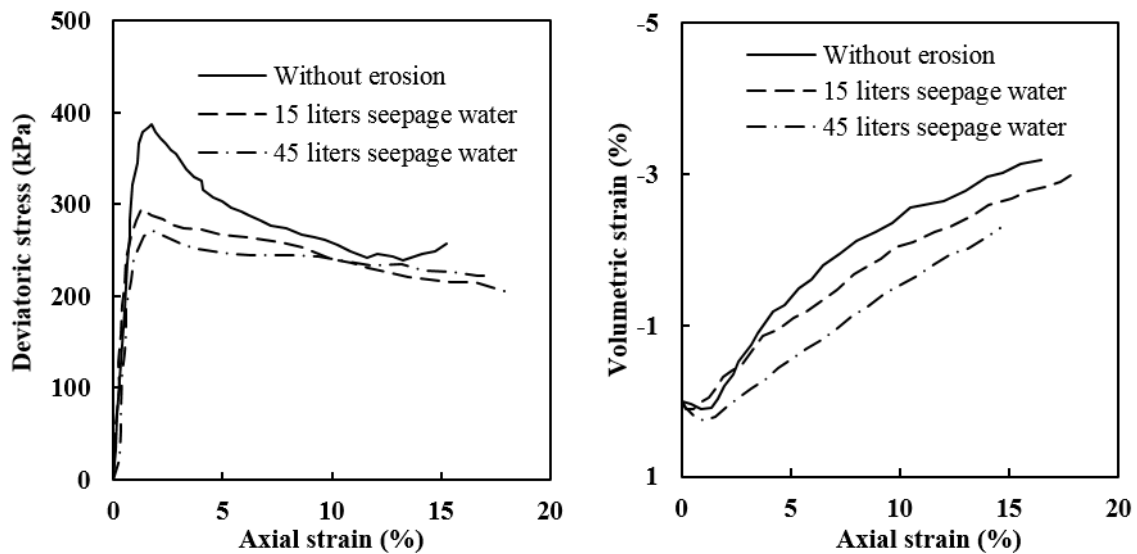 Deviatoric stress (kPa)
500
400
300
200
100
0
Without erosion
15 liters seepage water
45 liters seepage water
0 5 10 15 20
Axial strain (%)
Volumetric strain (%)
-5
-3
-1
1
Without erosion
15 liters seepage water
45 liters seepage water
0 5 10 15 20
Axial strain (%)